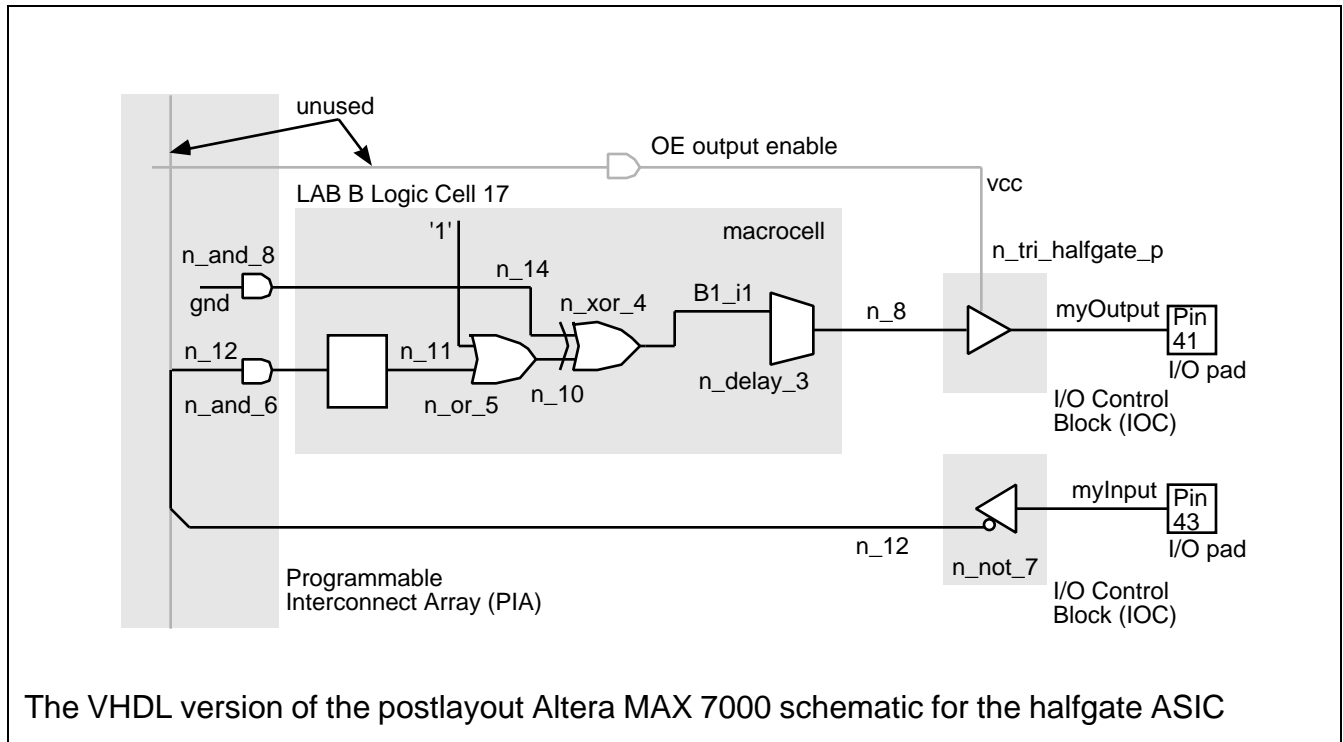 unused
OE output enable
vcc
LAB B Logic Cell 17
'1'
macrocell
n_and_8
n_14
n_tri_halfgate_p
gnd
n_xor_4
B1_i1
n_8
myOutput
Pin
41
I/O pad
n_12
n_11
n_and_6
n_or_5
n_10
n_delay_3
I/O Control
Block (IOC)
myInput
Pin
43
I/O pad
n_12
n_not_7
Programmable
Interconnect Array (PIA)
I/O Control
Block (IOC)
The VHDL version of the postlayout Altera MAX 7000 schematic for the halfgate ASIC